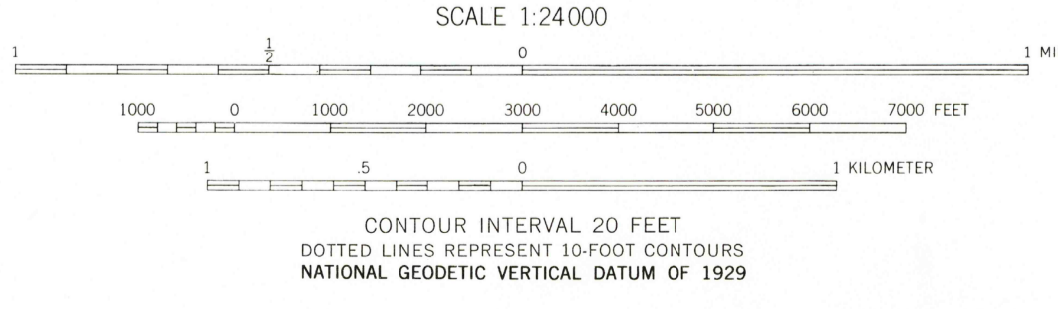 SCALE 1:24000
1 ½ 0 1 MI
1000 0 1000 2000 3000 4000 5000 6000 7000 FEET
1 .5 0 1 KILOMETER
CONTOUR INTERVAL 20 FEET
DOTTED LINES REPRESENT 10-FOOT CONTOURS
NATIONAL GEODETIC VERTICAL DATUM OF 1929